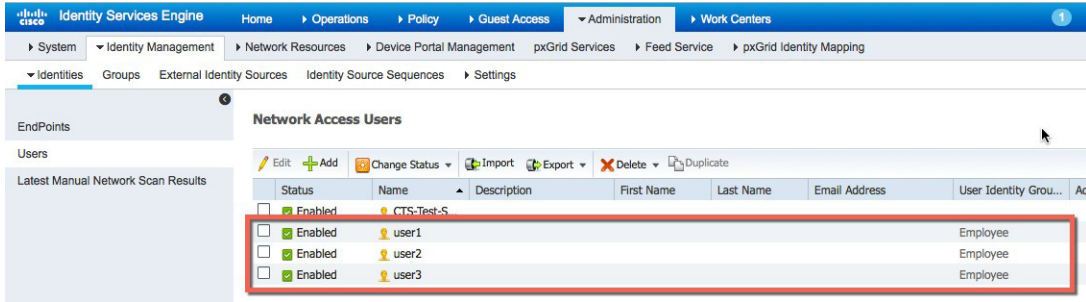 cisco Identity Services Engine Home Operations Policy Guest Access Administration Work Centers 1
System Identity Management Network Resources Device Portal Management pxGrid Services Feed Service pxGrid Identity Mapping
Identities Groups External Identity Sources Identity Source Sequences Settings
EndPoints
Users
Latest Manual Network Scan Results
Network Access Users
Edit Add Change Status Import Export Delete Duplicate
Status Name Description First Name Last Name Email Address User Identity Grou... Ad
Enabled CTS-Test-S...
Enabled user1 Employee
Enabled user2 Employee
Enabled user3 Employee